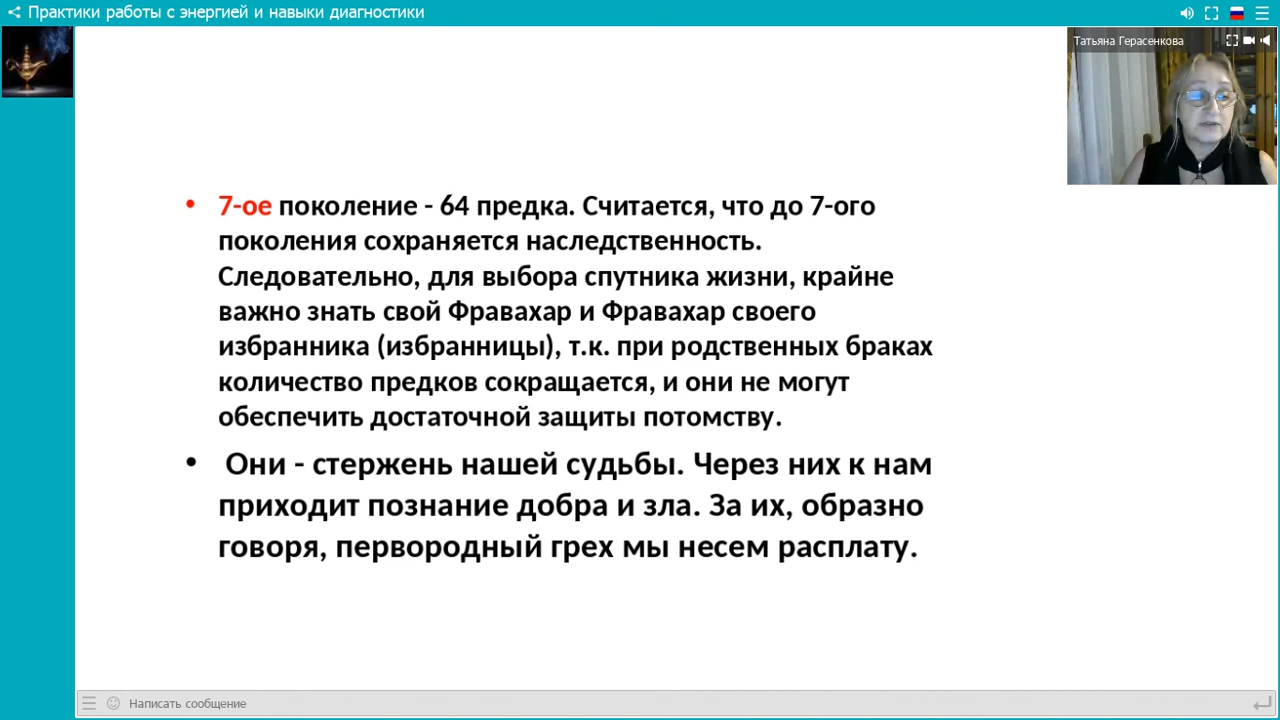 Практики работы с энергией и навыки диагностики
Татьяна Герасенкова
7-ое поколение - 64 предка. Считается, что до 7-ого
поколения сохраняется наследственность.
Следовательно, для выбора спутника жизни, крайне
важно знать свой Фравахар и Фравахар своего
избранника (избранницы), т.к. при родственных браках
количество предков сокращается, и они не могут
обеспечить достаточной защиты потомству.
Они - стержень нашей судьбы. Через них к нам
приходит познание добра и зла. За их, образно
говоря, первородный грех мы несем расплату.
Написать сообщение